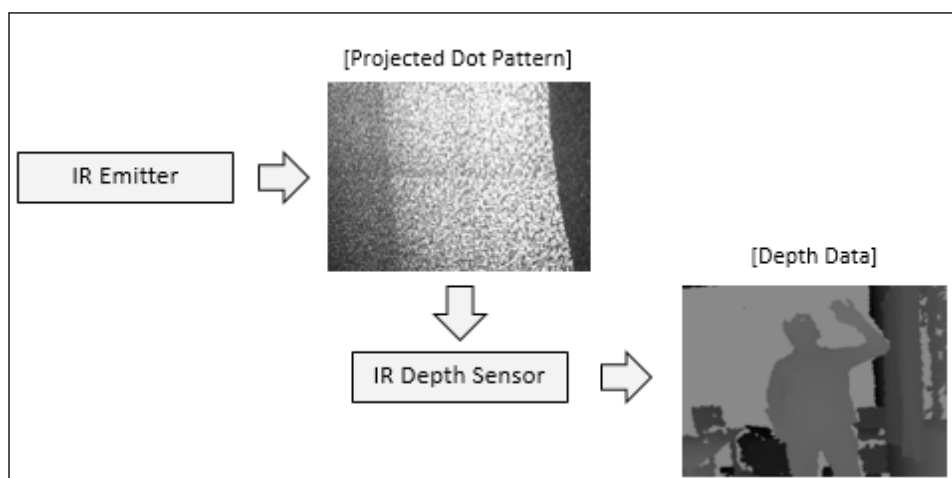 [Projected Dot Pattern]
IR Emitter
[Depth Data]
IR Depth Sensor